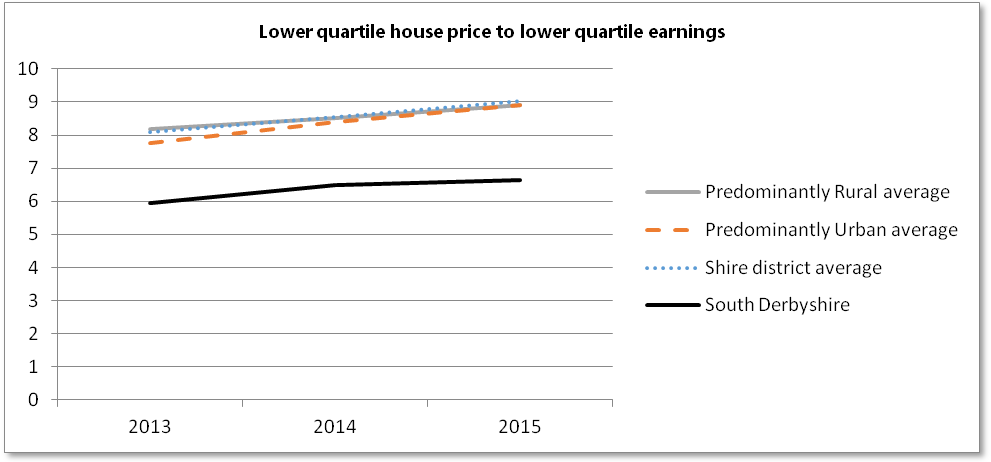 Lower quartile house price to lower quartile earnings
10
9
8
7
6
5
4
3
2
1
0
2013 2014 2015
Predominantly Rural average
Predominantly Urban average
Shire district average
South Derbyshire